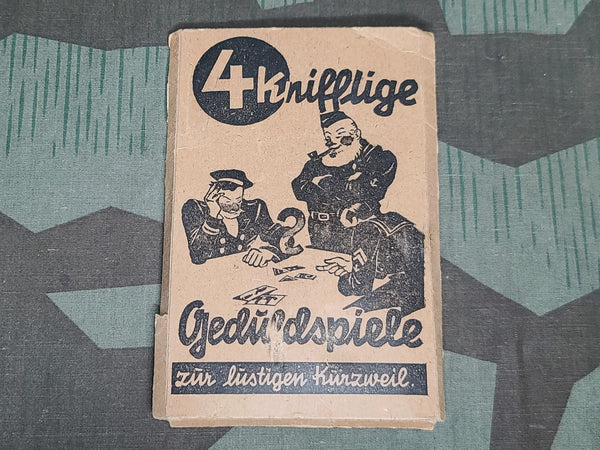 4 Knifflige
?
Geduldspiele
zur lustigen Kurzweil.